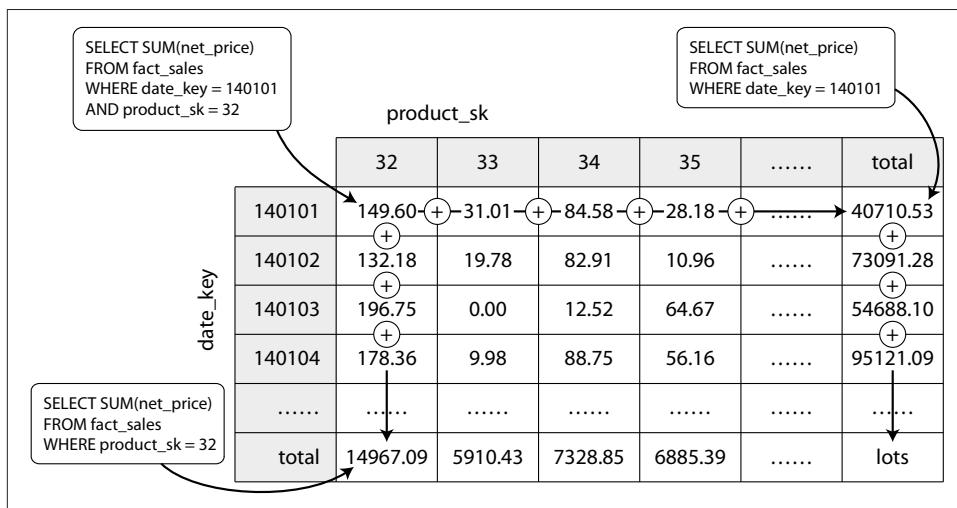 SELECT SUM(net_price)
FROM fact_sales
WHERE date_key = 140101
AND product_sk = 32
SELECT SUM(net_price)
FROM fact_sales
WHERE date_key = 140101
product_sk
32 33 34 35 ...... total
date_key
140101 149.60 + 31.01 + 84.58 + 28.18 + ...... 40710.53
+ +
140102 132.18 19.78 82.91 10.96 ...... 73091.28
+ +
140103 196.75 0.00 12.52 64.67 ...... 54688.10
+ +
140104 178.36 9.98 88.75 56.16 ...... 95121.09
...... ...... ...... ...... ...... ...... ......
total 14967.09 5910.43 7328.85 6885.39 ...... lots
SELECT SUM(net_price)
FROM fact_sales
WHERE product_sk = 32